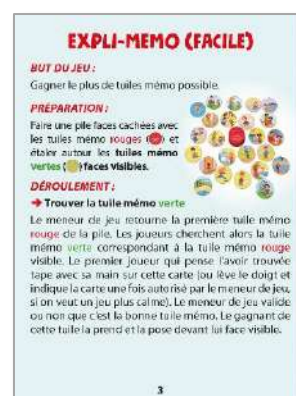 EXPLI-MEMO (FACILE)
BUT DU JEU :
Gagner le plus de tuiles mémo possible.
PRÉPARATION :
Faire une pile faces cachées avec
les tuiles mémo rouges ( ) et
étaler autour les tuiles mémo
vertes ( ) faces visibles.
DÉROULEMENT :
➔ Trouver la tuile mémo verte
Le meneur de jeu retourne la première tuile mémo
rouge de la pile. Les joueurs cherchent alors la tuile
mémo verte correspondant à la tuile mémo rouge
visible. Le premier joueur qui pense l'avoir trouvée
tape avec sa main sur cette carte (ou lève le doigt et
indique la carte une fois autorisé par le meneur de jeu,
si on veut un jeu plus calme). Le meneur de jeu valide
ou non que c'est la bonne tuile mémo. Le gagnant de
cette tuile la prend et la pose devant lui face visible.
3